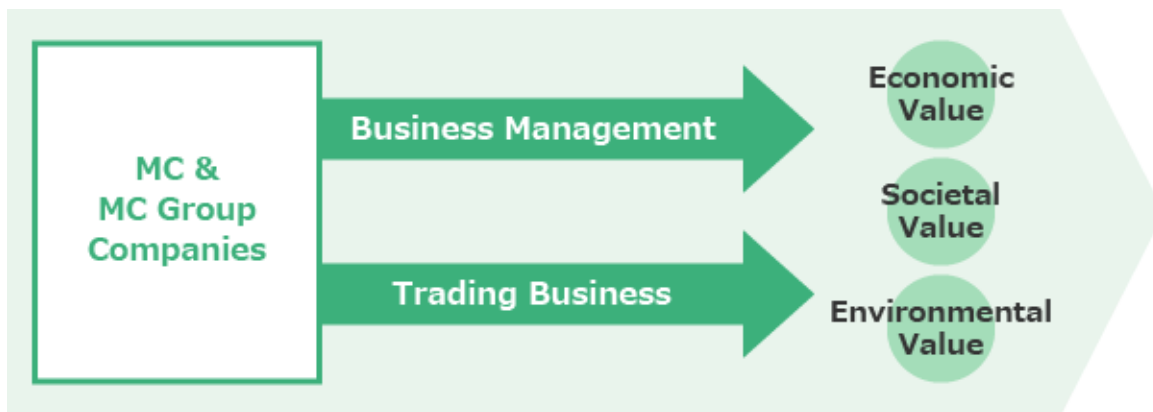 MC &
MC Group
Companies
Business Management
Trading Business
Economic
Value
Societal
Value
Environmental
Value